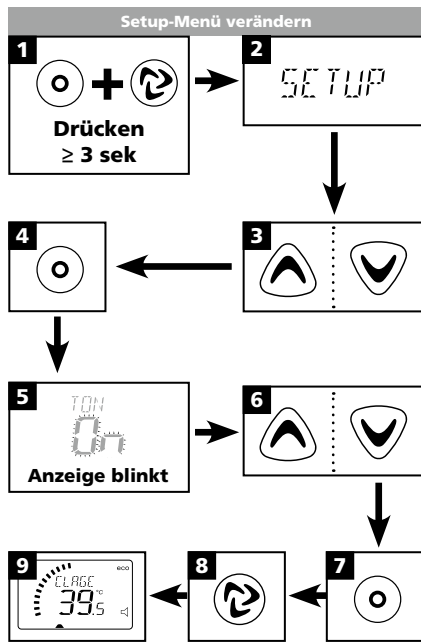 Setup-Menü verändern
1
Drücken
≥ 3 sek
2
SETUP
3
4
5
TON
On
Anzeige blinkt
6
7
8
9
eco
CLAGE
39.5 °C